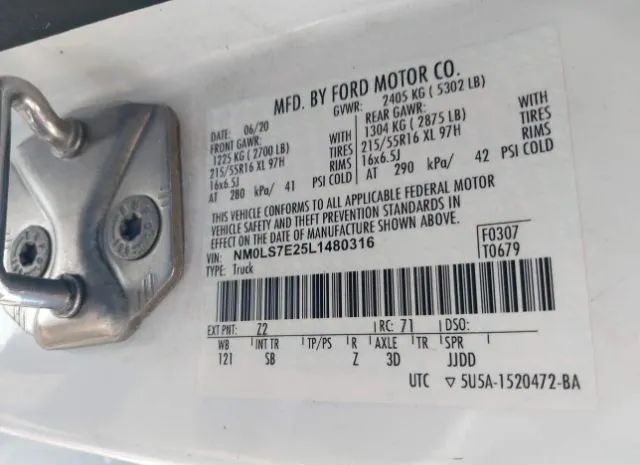 MFD. BY FORD MOTOR CO.
DATE: 06/20 GVWR: 2405 KG ( 5302 LB)
FRONT GAWR: REAR GAWR:
1225 KG ( 2700 LB) WITH 1304 KG ( 2875 LB) WITH
215/55R16 XL 97H TIRES 215/55R16 XL 97H TIRES
16x6.5J RIMS 16x6.5J RIMS
AT 280 kPa/ 41 PSI COLD AT 290 kPa/ 42 PSI COLD
THIS VEHICLE CONFORMS TO ALL APPLICABLE FEDERAL MOTOR
VEHICLE SAFETY AND THEFT PREVENTION STANDARDS IN
EFFECT ON THE DATE OF MANUFACTURE SHOWN ABOVE.
VIN: NM0LS7E25L1480316 F0307
TYPE: Truck T0679
EXT PNT: Z2 RC: 71 DSO:
WB INT TR TP/PS R AXLE TR SPR
121 SB Z 3D JJDD
UTC ▽ 5U5A-1520472-BA